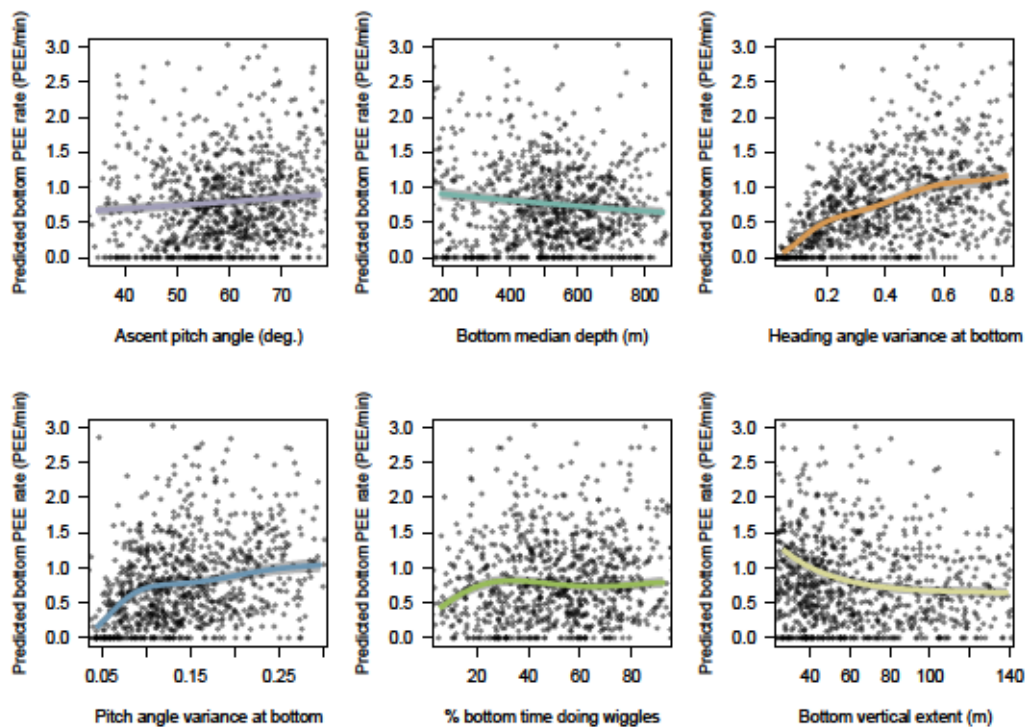 Predicted bottom PEE rate (PEE/min)
3.0
2.5
2.0
1.5
1.0
0.5
0.0
40 50 60 70
Ascent pitch angle (deg.)
Predicted bottom PEE rate (PEE/min)
3.0
2.5
2.0
1.5
1.0
0.5
0.0
200 400 600 800
Bottom median depth (m)
Predicted bottom PEE rate (PEE/min)
3.0
2.5
2.0
1.5
1.0
0.5
0.0
0.2 0.4 0.6 0.8
Heading angle variance at bottom
Predicted bottom PEE rate (PEE/min)
3.0
2.5
2.0
1.5
1.0
0.5
0.0
0.05 0.15 0.25
Pitch angle variance at bottom
Predicted bottom PEE rate (PEE/min)
3.0
2.5
2.0
1.5
1.0
0.5
0.0
20 40 60 80
% bottom time doing wiggles
Predicted bottom PEE rate (PEE/min)
3.0
2.5
2.0
1.5
1.0
0.5
0.0
40 60 80 100 140
Bottom vertical extent (m)